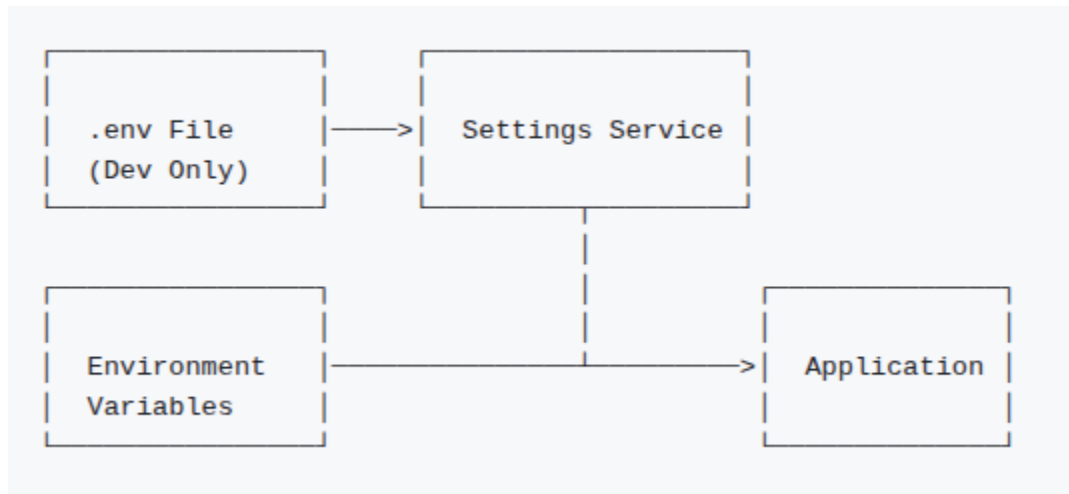 .env File
(Dev Only)
Settings Service
Environment
Variables
Application